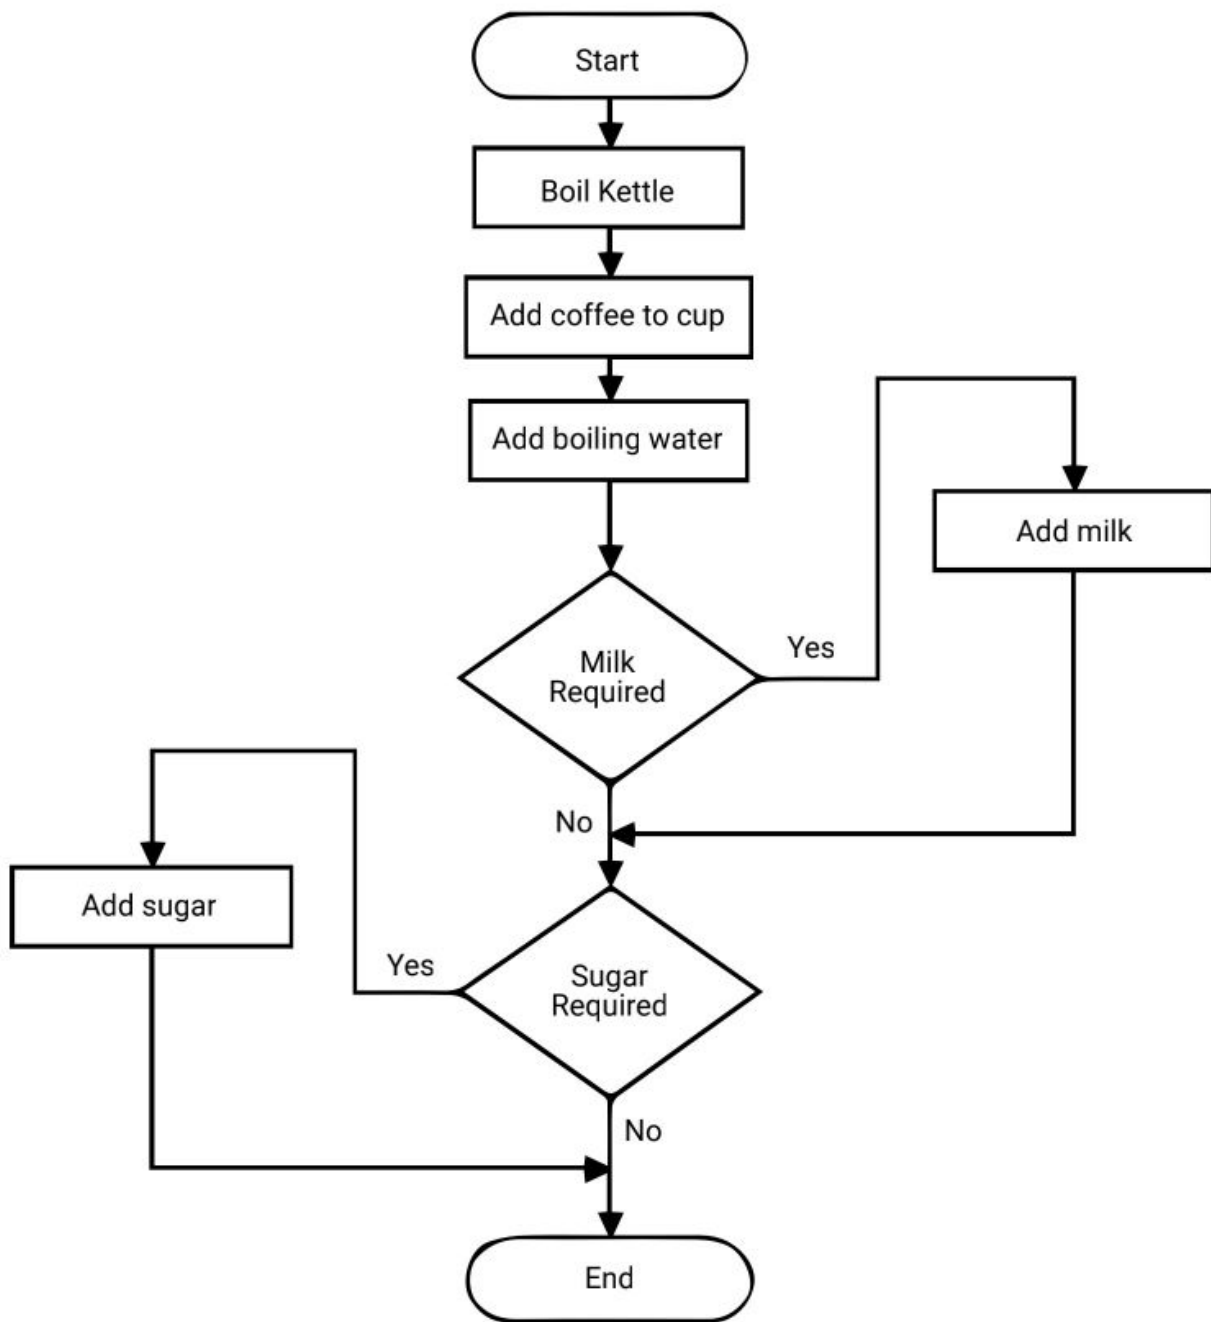 Start
Boil Kettle
Add coffee to cup
Add boiling water
Add milk
Yes
Milk
Required
No
Add sugar
Yes
Sugar
Required
No
End